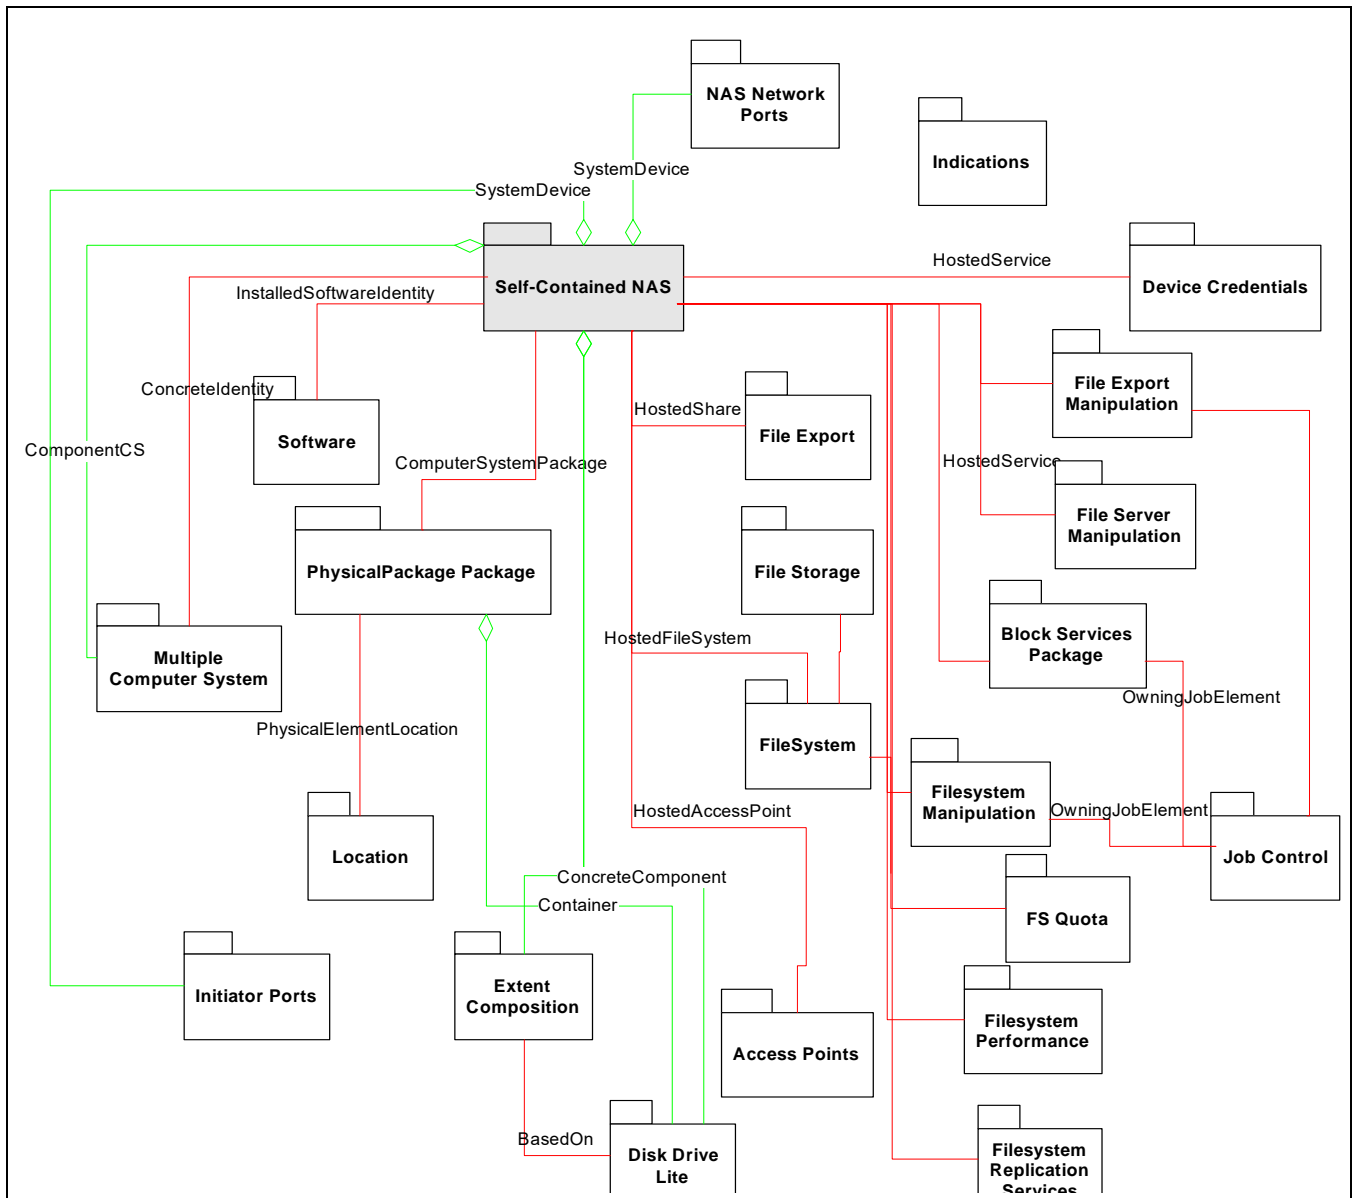 NAS Network
Ports
Indications
SystemDevice
SystemDevice
HostedService
Self-Contained NAS
Device Credentials
InstalledSoftwareIdentity
ConcreteIdentity
File Export
Manipulation
HostedShare
Software
File Export
ComponentCS
ComputerSystemPackage
HostedService
File Server
Manipulation
PhysicalPackage Package
File Storage
Block Services
Package
HostedFileSystem
Multiple
Computer System
OwningJobElement
PhysicalElementLocation
FileSystem
Filesystem
Manipulation
HostedAccessPoint
OwningJobElement
Location
Job Control
ConcreteComponent
Container
FS Quota
Initiator Ports
Extent
Composition
Filesystem
Performance
Access Points
BasedOn
Disk Drive
Lite
Filesystem
Replication
Services